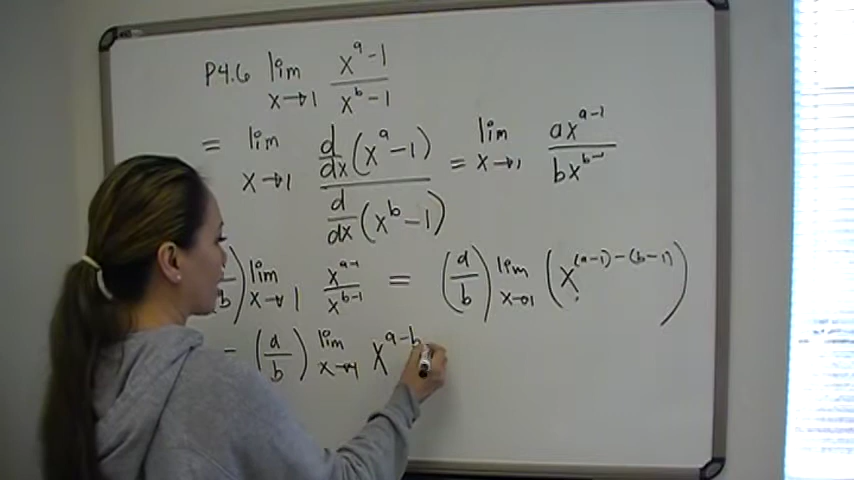 P4.6 lim x→1 x^a-1 / x^b-1
= lim x→1 d/dx(x^a-1) / d/dx(x^b-1) = lim x→1 ax^(a-1) / bx^(b-1)
b) lim x→1 x^(a-1) / x^(b-1) = (a/b) lim x→1 (x^((a-1)-(b-1)))
= (a/b) lim x→1 x^(a-b